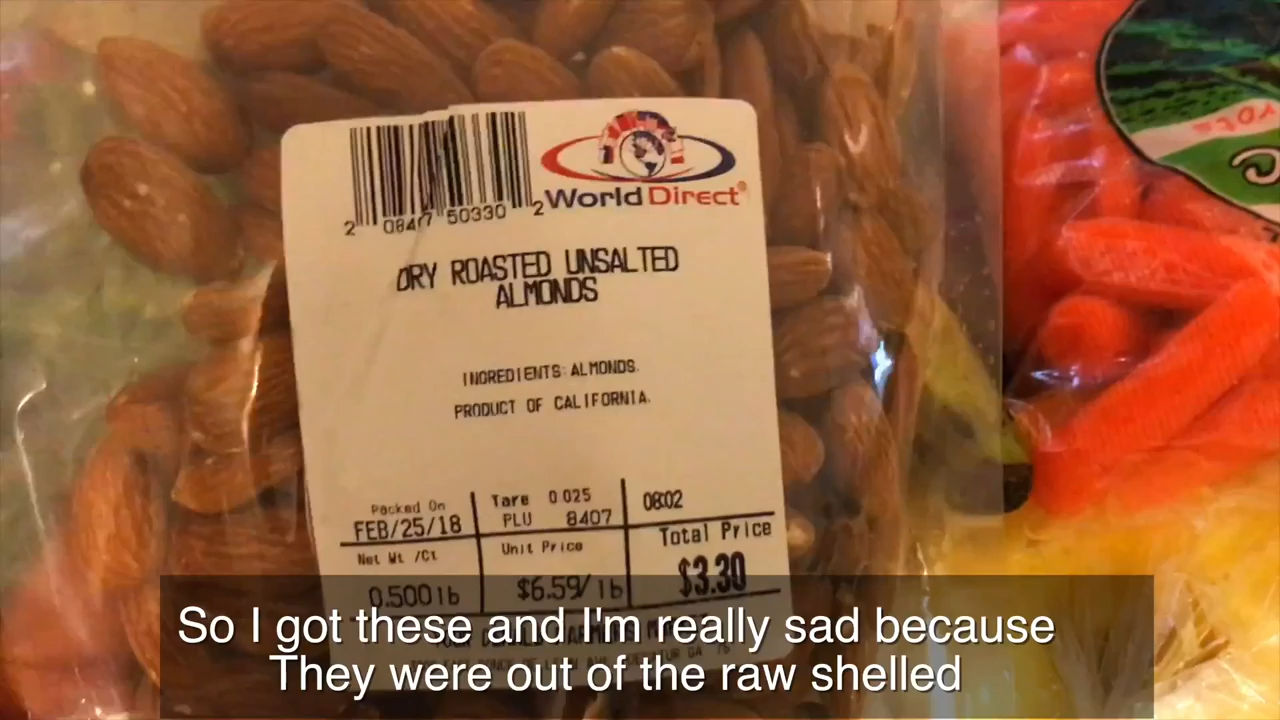 2 08407 50330 2
World Direct®
DRY ROASTED UNSALTED
ALMONDS
INGREDIENTS: ALMONDS.
PRODUCT OF CALIFORNIA.
Packed On
FEB/25/18
Tare 0.025
PLU 8407
08:02
Net Wt /Ct
0.500 lb
Unit Price
$6.59/ lb
Total Price
$3.30
So I got these and I'm really sad because
They were out of the raw shelled